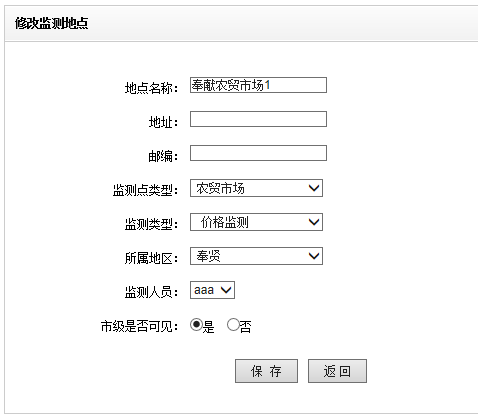 修改监测地点
地点名称： 奉献农贸市场1
地址：
邮编：
监测点类型： 农贸市场
监测类型： 价格监测
所属地区： 奉贤
监测人员： aaa
市级是否可见： 是 否
保 存 返 回